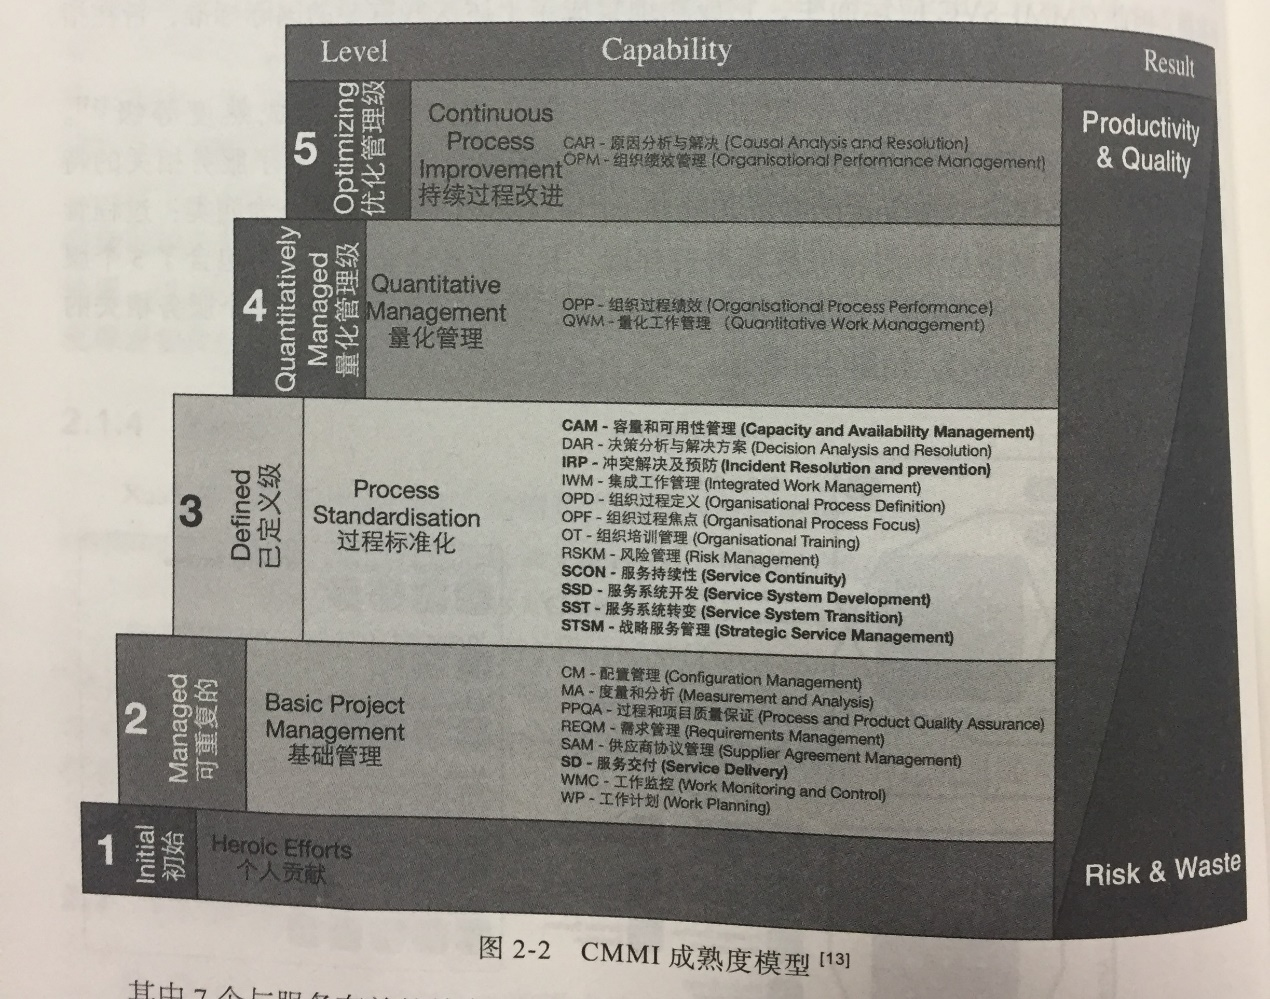 Level Capability Result
5
Optimizing
优化管理级
Continuous
Process
Improvement
持续过程改进
CAR - 原因分析与解决 (Causal Analysis and Resolution)
OPM - 组织绩效管理 (Organisational Performance Management)
Productivity
& Quality
4
Quantitatively
Managed
量化管理级
Quantitative
Management
量化管理
OPP - 组织过程绩效 (Organisational Process Performance)
QWM - 量化工作管理 (Quantitative Work Management)
3
Defined
已定义级
Process
Standardisation
过程标准化
CAM - 容量和可用性管理 (Capacity and Availability Management)
DAR - 决策分析与解决方案 (Decision Analysis and Resolution)
IRP - 冲突解决及预防 (Incident Resolution and prevention)
IWM - 集成工作管理 (Integrated Work Management)
OPD - 组织过程定义 (Organisational Process Definition)
OPF - 组织过程焦点 (Organisational Process Focus)
OT - 组织培训管理 (Organisational Training)
RSKM - 风险管理 (Risk Management)
SCON - 服务持续性 (Service Continuity)
SSD - 服务系统开发 (Service System Development)
SST - 服务系统转变 (Service System Transition)
STSM - 战略服务管理 (Strategic Service Management)
2
Managed
可重复的
Basic Project
Management
基础管理
CM - 配置管理 (Configuration Management)
MA - 度量和分析 (Measurement and Analysis)
PPQA - 过程和项目质量保证 (Process and Product Quality Assurance)
REQM - 需求管理 (Requirements Management)
SAM - 供应商协议管理 (Supplier Agreement Management)
SD - 服务交付 (Service Delivery)
WMC - 工作监控 (Work Monitoring and Control)
WP - 工作计划 (Work Planning)
1
Initial
初始
Heroic Efforts
个人贡献
Risk & Waste
图 2-2 CMMI 成熟度模型 [13]
其中 7 个与服务